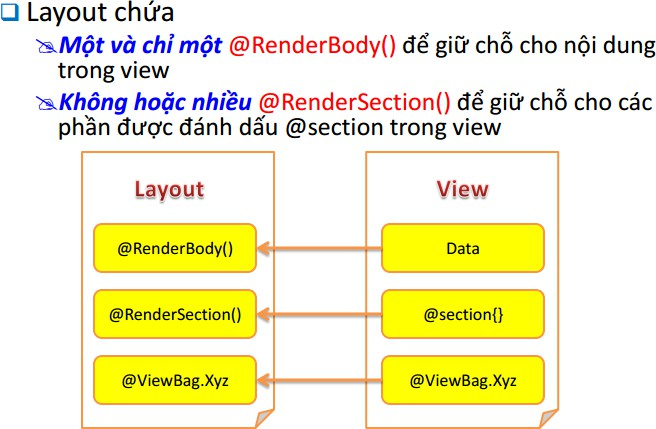 Layout chứa
Một và chỉ một @RenderBody() để giữ chỗ cho nội dung
trong view
Không hoặc nhiều @RenderSection() để giữ chỗ cho các
phần được đánh dấu @section trong view
Layout
View
@RenderBody()
Data
@RenderSection()
@section{}
@ViewBag.Xyz
@ViewBag.Xyz